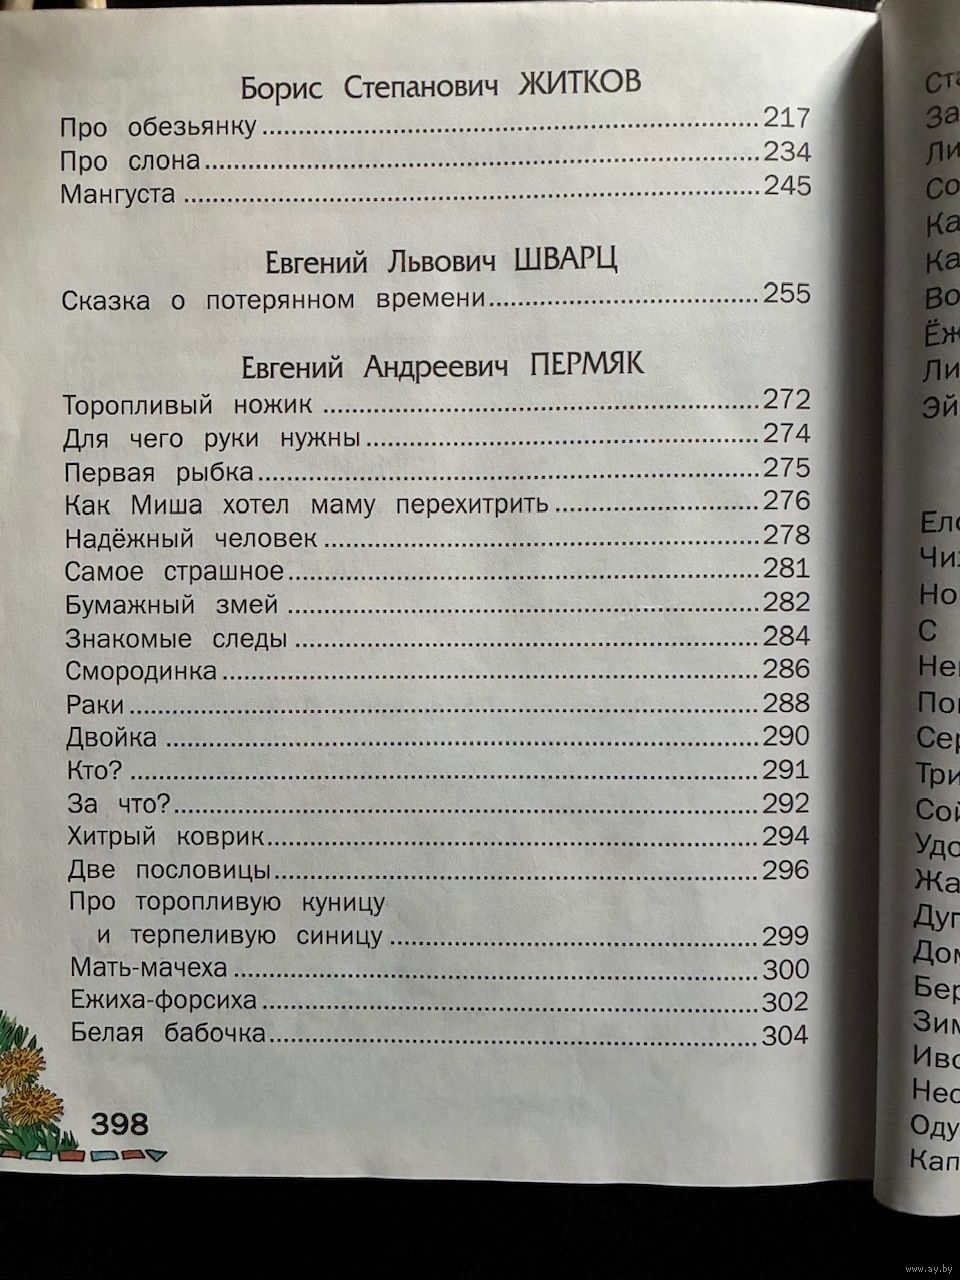 Борис Степанович ЖИТКОВ
Про обезьянку 217
Про слона 234
Мангуста 245
Евгений Львович ШВАРЦ
Сказка о потерянном времени 255
Евгений Андреевич ПЕРМЯК
Торопливый ножик 272
Для чего руки нужны 274
Первая рыбка 275
Как Миша хотел маму перехитрить 276
Надёжный человек 278
Самое страшное 281
Бумажный змей 282
Знакомые следы 284
Смородинка 286
Раки 288
Двойка 290
Кто? 291
За что? 292
Хитрый коврик 294
Две пословицы 296
Про торопливую куницу
и терпеливую синицу 299
Мать-мачеха 300
Ежиха-форсиха 302
Белая бабочка 304
398
www.ay.by